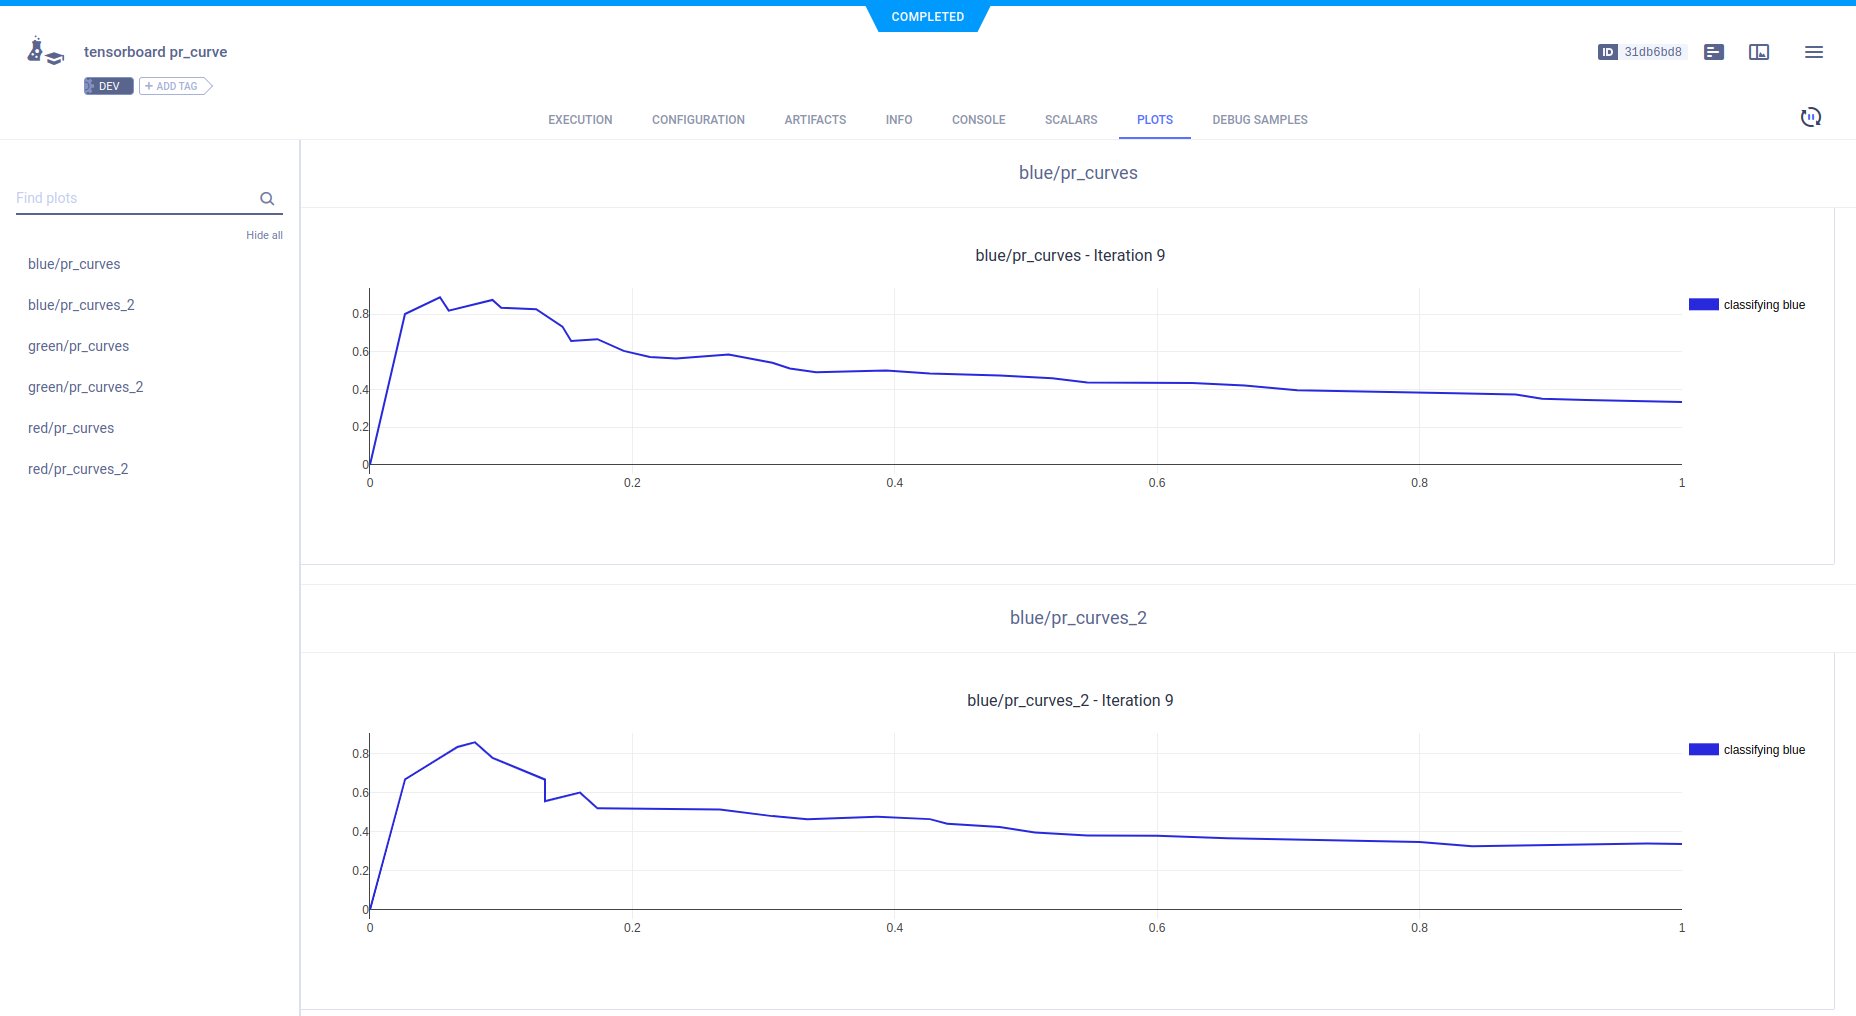 COMPLETED
tensorboard pr_curve
ID 31db6bd8
DEV
+ ADD TAG
EXECUTION CONFIGURATION ARTIFACTS INFO CONSOLE SCALARS PLOTS DEBUG SAMPLES
Find plots
Hide all
blue/pr_curves
blue/pr_curves_2
green/pr_curves
green/pr_curves_2
red/pr_curves
red/pr_curves_2
blue/pr_curves
blue/pr_curves - Iteration 9
classifying blue
0.8
0.6
0.4
0.2
0
0 0.2 0.4 0.6 0.8 1
blue/pr_curves_2
blue/pr_curves_2 - Iteration 9
classifying blue
0.8
0.6
0.4
0.2
0
0 0.2 0.4 0.6 0.8 1